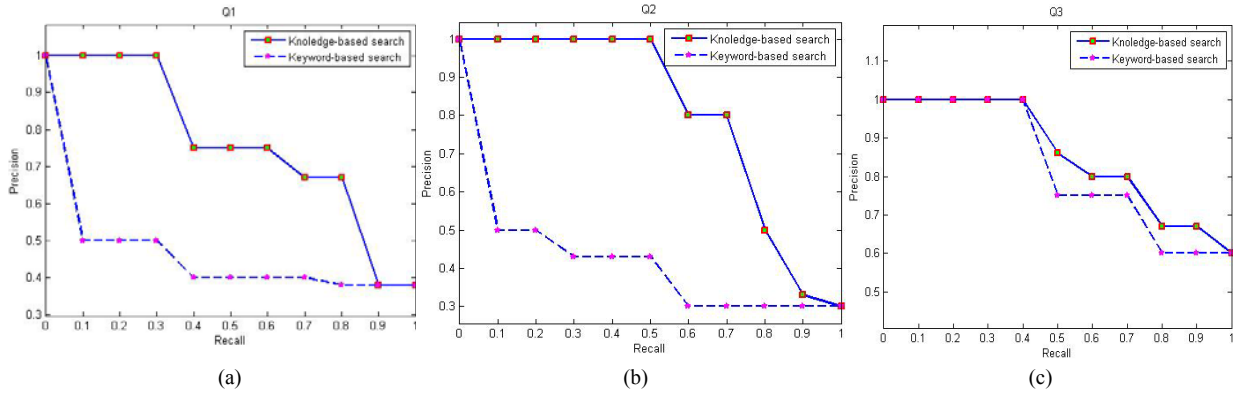 Q1
Knoledge-based search
Keyword-based search
1
0.9
0.8
0.7
0.6
0.5
0.4
0.3
Precision
0 0.1 0.2 0.3 0.4 0.5 0.6 0.7 0.8 0.9 1
Recall
(a)
Q2
Knoledge-based search
Keyword-based search
1
0.9
0.8
0.7
0.6
0.5
0.4
0.3
Precision
0 0.1 0.2 0.3 0.4 0.5 0.6 0.7 0.8 0.9 1
Recall
(b)
Q3
Knoledge-based search
Keyword-based search
1.1
1
0.9
0.8
0.7
0.6
0.5
Precision
0 0.1 0.2 0.3 0.4 0.5 0.6 0.7 0.8 0.9 1
Recall
(c)